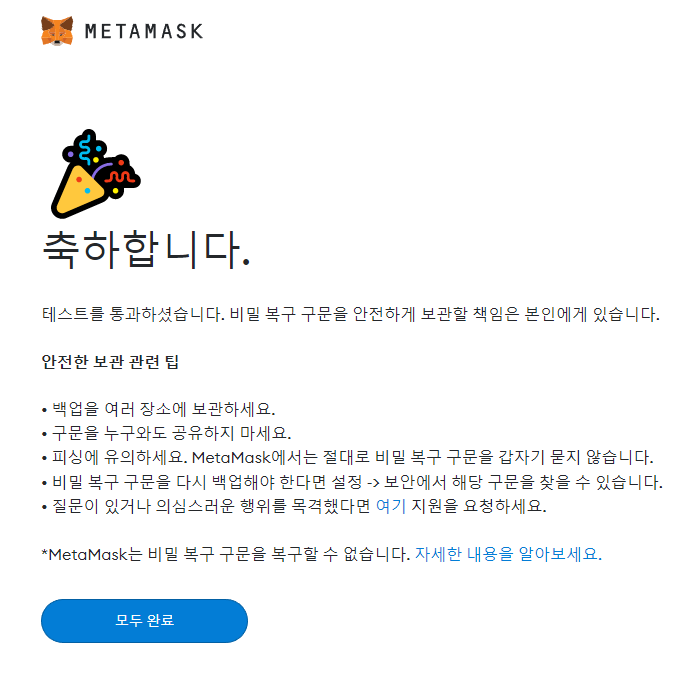 METAMASK
축하합니다.
테스트를 통과하셨습니다. 비밀 복구 구문을 안전하게 보관할 책임은 본인에게 있습니다.
안전한 보관 관련 팁
• 백업을 여러 장소에 보관하세요.
• 구문을 누구와도 공유하지 마세요.
• 피싱에 유의하세요. MetaMask에서는 절대로 비밀 복구 구문을 갑자기 묻지 않습니다.
• 비밀 복구 구문을 다시 백업해야 한다면 설정 -> 보안에서 해당 구문을 찾을 수 있습니다.
• 질문이 있거나 의심스러운 행위를 목격했다면 여기 지원을 요청하세요.
*MetaMask는 비밀 복구 구문을 복구할 수 없습니다. 자세한 내용을 알아보세요.
모두 완료